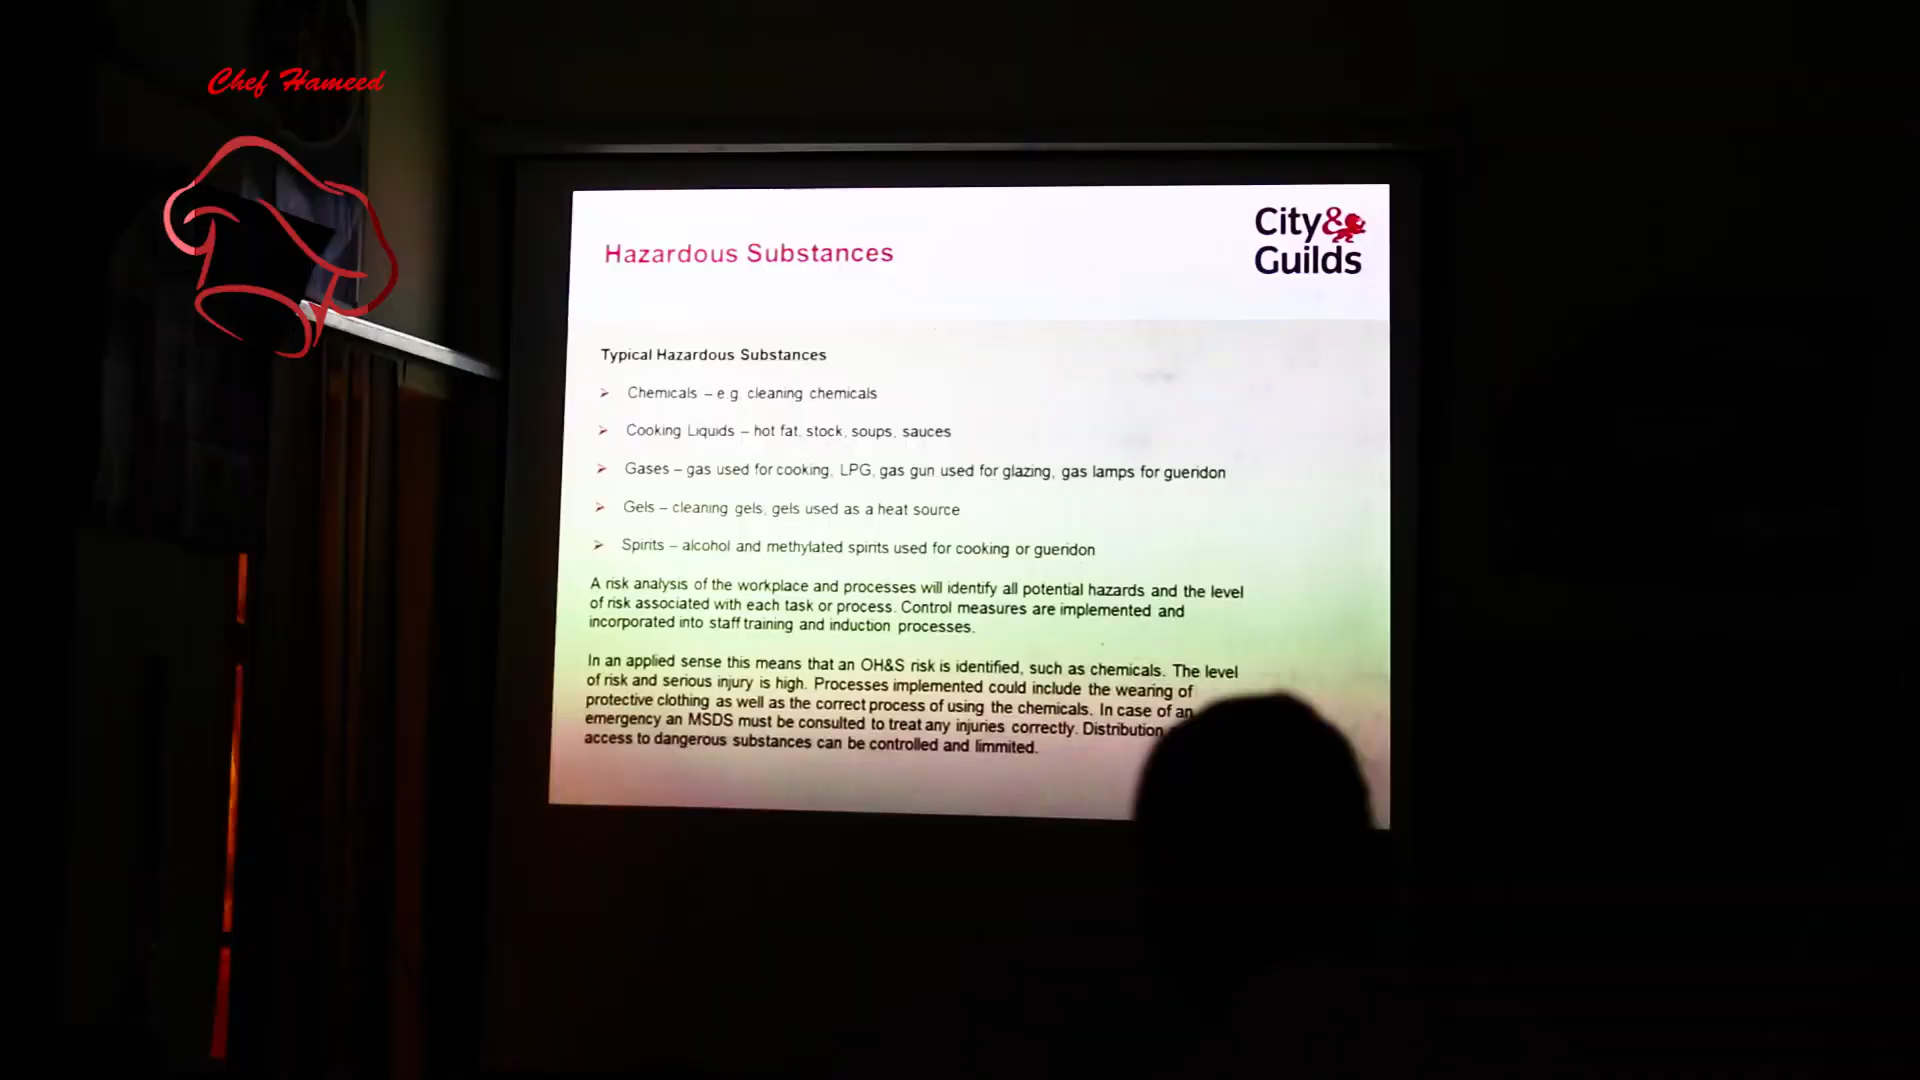 Chef Hameed
City&
Guilds
Hazardous Substances
Typical Hazardous Substances
➢ Chemicals – e.g. cleaning chemicals
➢ Cooking Liquids – hot fat, stock, soups, sauces
➢ Gases – gas used for cooking, LPG, gas gun used for glazing, gas lamps for gueridon
➢ Gels – cleaning gels, gels used as a heat source
➢ Spirits – alcohol and methylated spirits used for cooking or gueridon
A risk analysis of the workplace and processes will identify all potential hazards and the level
of risk associated with each task or process. Control measures are implemented and
incorporated into staff training and induction processes.
In an applied sense this means that an OH&S risk is identified, such as chemicals. The level
of risk and serious injury is high. Processes implemented could include the wearing of
protective clothing as well as the correct process of using the chemicals. In case of an
emergency an MSDS must be consulted to treat any injuries correctly. Distribution
access to dangerous substances can be controlled and limmited.